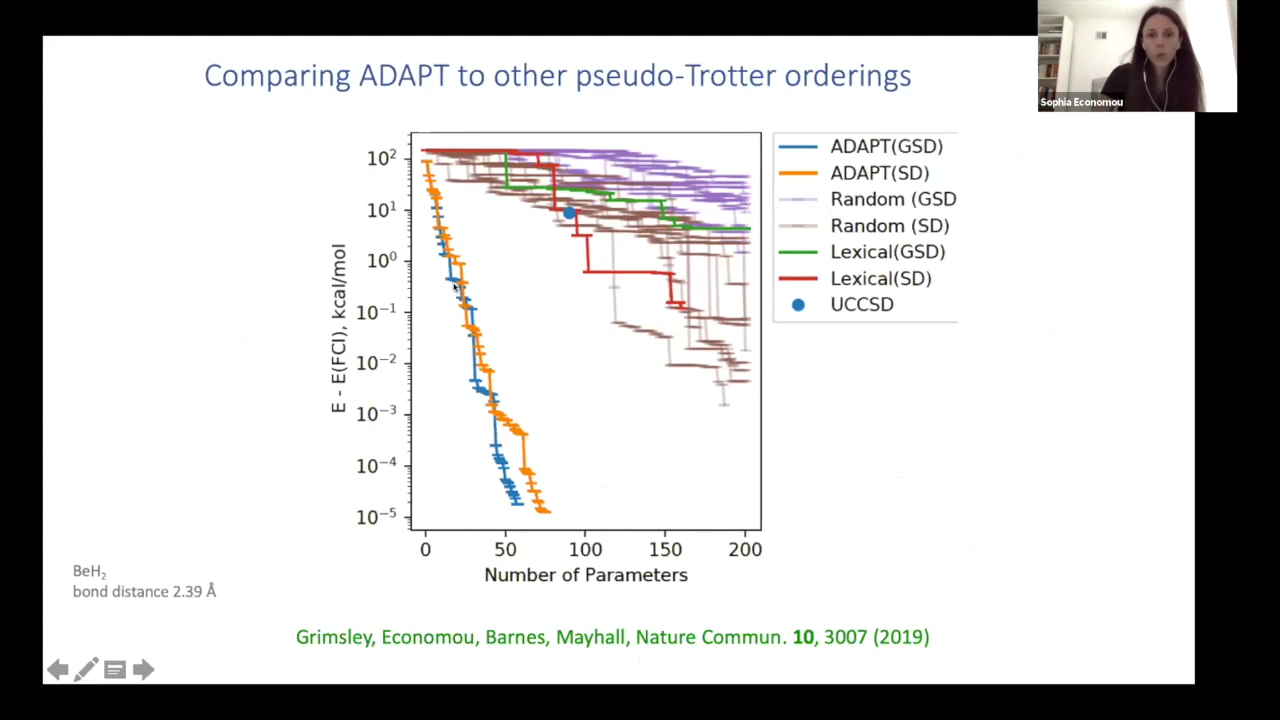 Comparing ADAPT to other pseudo-Trotter orderings
Sophia Economou
E - E(FCI), kcal/mol
10²
10¹
10⁰
10⁻¹
10⁻²
10⁻³
10⁻⁴
10⁻⁵
0 50 100 150 200
Number of Parameters
ADAPT(GSD)
ADAPT(SD)
Random (GSD
Random (SD)
Lexical(GSD)
Lexical(SD)
UCCSD
BeH₂
bond distance 2.39 Å
Grimsley, Economou, Barnes, Mayhall, Nature Commun. 10, 3007 (2019)